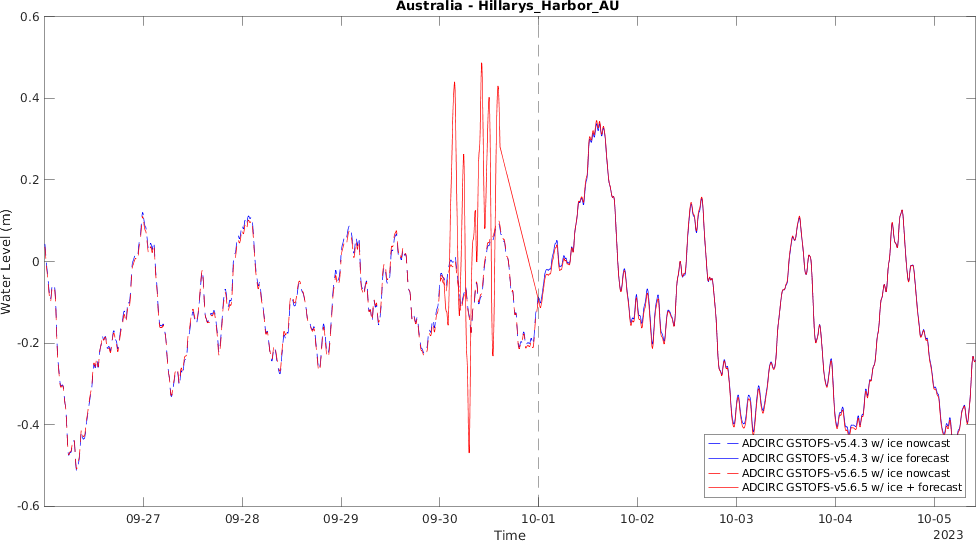 Australia - Hillarys_Harbor_AU
0.6
0.4
0.2
0
-0.2
-0.4
-0.6
Water Level (m)
ADCIRC GSTOFS-v5.4.3 w/ ice nowcast
ADCIRC GSTOFS-v5.4.3 w/ ice forecast
ADCIRC GSTOFS-v5.6.5 w/ ice nowcast
ADCIRC GSTOFS-v5.6.5 w/ ice + forecast
09-27
09-28
09-29
09-30
10-01
10-02
10-03
10-04
10-05
Time
2023